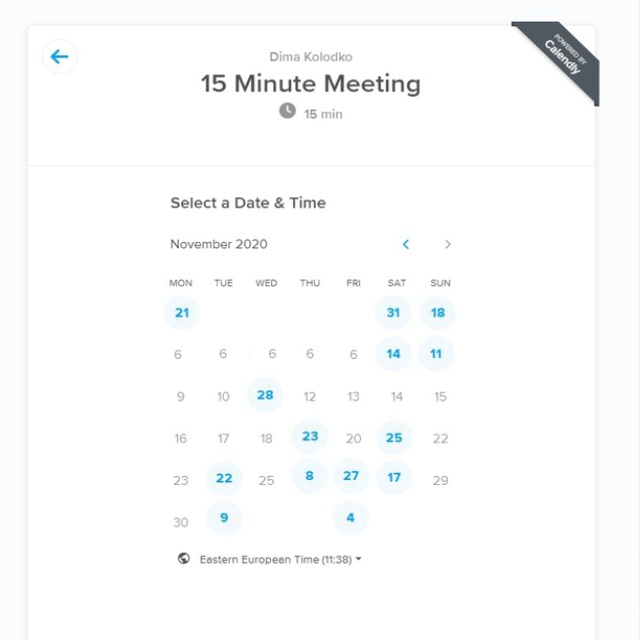 POWERED BY
Calendly
Dima Kolodko
15 Minute Meeting
15 min
Select a Date & Time
November 2020
MON TUE WED THU FRI SAT SUN
21 31 18
6 6 6 6 6 14 11
9 10 28 12 13 14 15
16 17 18 23 20 25 22
23 22 25 8 27 17 29
30 9 4
Eastern European Time (11:38)